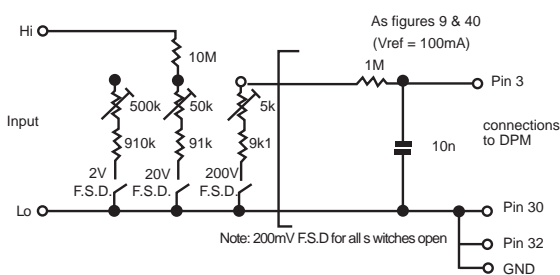 As figures 9 & 40
(Vref = 100mA)
Hi
10M
1M
Pin 3
500k
50k
5k
Input
connections
to DPM
910k
91k
9k1
10n
2V
F.S.D.
20V
F.S.D.
200V
F.S.D.
Lo
Pin 30
Note: 200mV F.S.D for all s witches open
Pin 32
GND